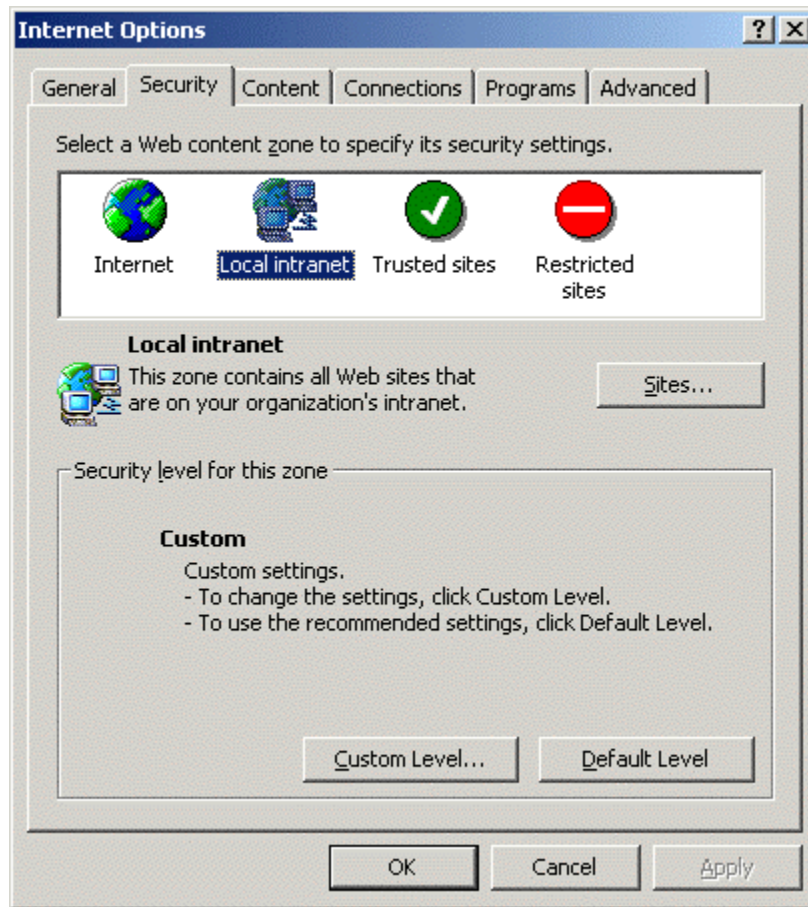 Internet Options
General Security Content Connections Programs Advanced
Select a Web content zone to specify its security settings.
Internet Local intranet Trusted sites Restricted
sites
Local intranet
This zone contains all Web sites that
are on your organization's intranet.
Sites...
Security level for this zone
Custom
Custom settings.
- To change the settings, click Custom Level.
- To use the recommended settings, click Default Level.
Custom Level... Default Level
OK Cancel Apply